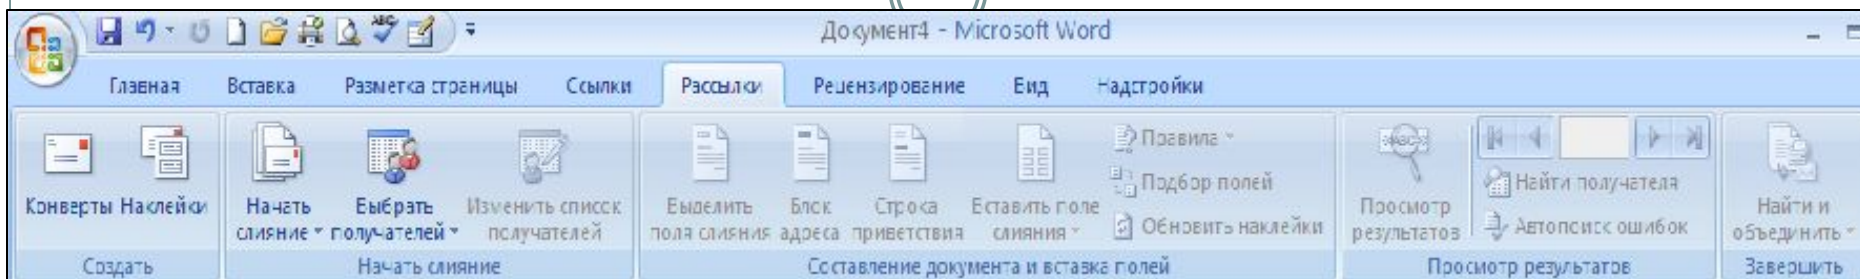 Документ4 - Microsoft Word
Главная Вставка Разметка страницы Ссылки Рассылки Рецензирование Вид Надстройки
Конверты Наклейки
Начать слияние
Выбрать получателей
Изменить список получателей
Выделить поля слияния
Блок адреса
Строка приветствия
Вставить поле слияния
Правила
Подбор полей
Обновить наклейки
Просмотр результатов
Найти получателя
Автопоиск ошибок
Найти и объединить
Создать Начать слияние Составление документа и вставка полей Просмотр результатов Завершить